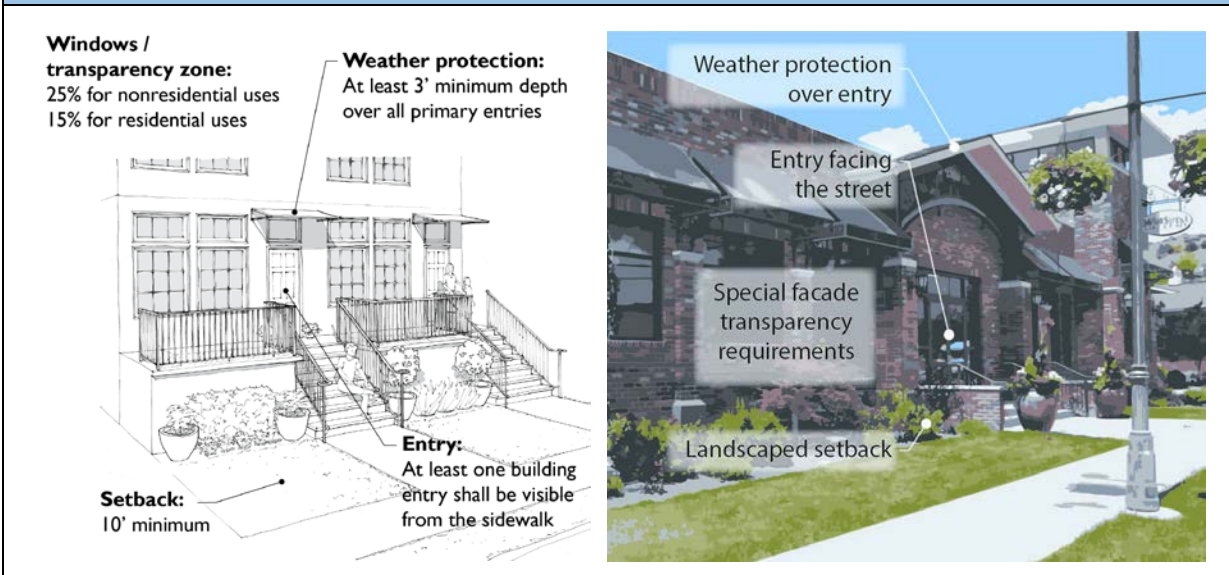 Windows /
transparency zone:
25% for nonresidential uses
15% for residential uses
Weather protection:
At least 3' minimum depth
over all primary entries
Entry:
At least one building
entry shall be visible
from the sidewalk
Setback:
10' minimum
Weather protection
over entry
Entry facing
the street
Special facade
transparency
requirements
Landscaped setback